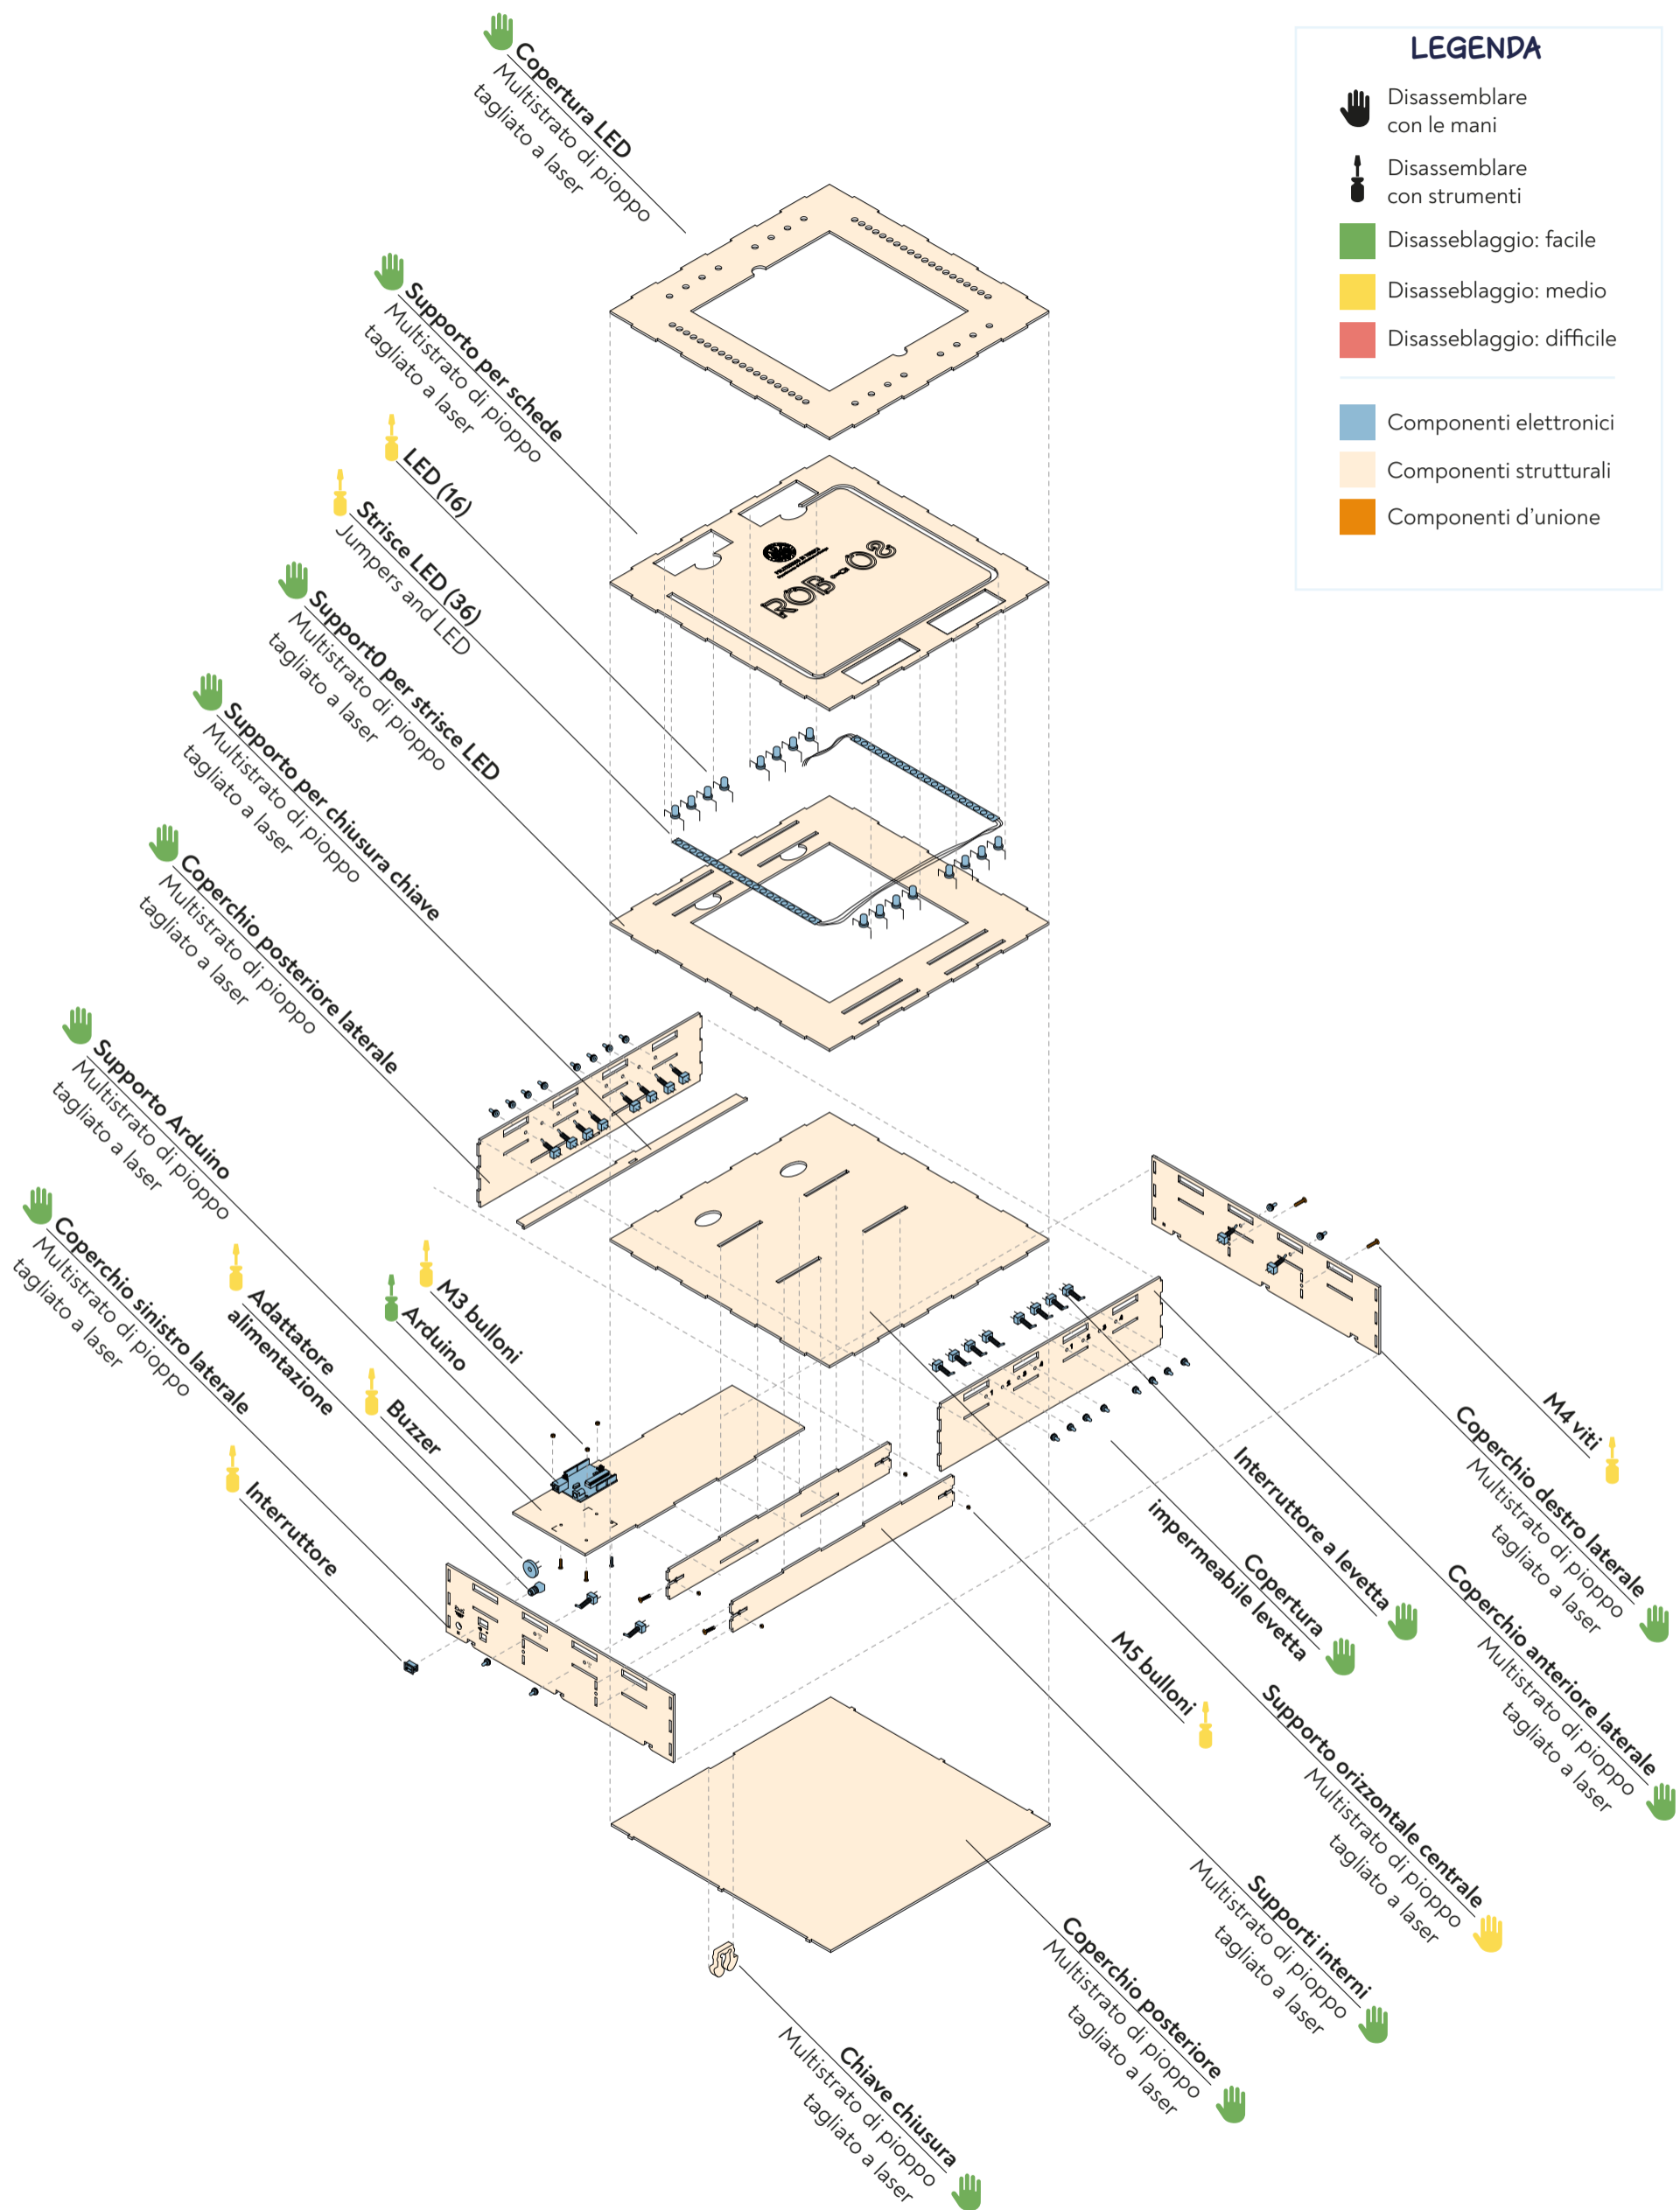 LEGENDA
Disassemblare
con le mani
Disassemblare
con strumenti
Disasseblaggio: facile
Disasseblaggio: medio
Disasseblaggio: difficile
Componenti elettronici
Componenti strutturali
Componenti d'unione
Copertura LED
Multistrato di pioppo
tagliato a laser
Supporto per schede
Multistrato di pioppo
tagliato a laser
LED (16)
Strisce LED (36)
Jumpers and LED
Support0 per strisce LED
Multistrato di pioppo
tagliato a laser
Supporto per chiusura chiave
Multistrato di pioppo
tagliato a laser
Coperchio posteriore laterale
Multistrato di pioppo
tagliato a laser
Supporto Arduino
Multistrato di pioppo
tagliato a laser
Coperchio sinistro laterale
Multistrato di pioppo
tagliato a laser
Adattatore
alimentazione
M3 bulloni
Arduino
Buzzer
Interruttore
ROB-OS
M4 viti
Coperchio destro laterale
Multistrato di pioppo
tagliato a laser
Interruttore a levetta
Coperchio anteriore laterale
Multistrato di pioppo
tagliato a laser
Copertura
impermeabile levetta
M5 bulloni
Supporto orizzontale centrale
Multistrato di pioppo
tagliato a laser
Supporti interni
Multistrato di pioppo
tagliato a laser
Coperchio posteriore
Multistrato di pioppo
tagliato a laser
Chiave chiusura
Multistrato di pioppo
tagliato a laser